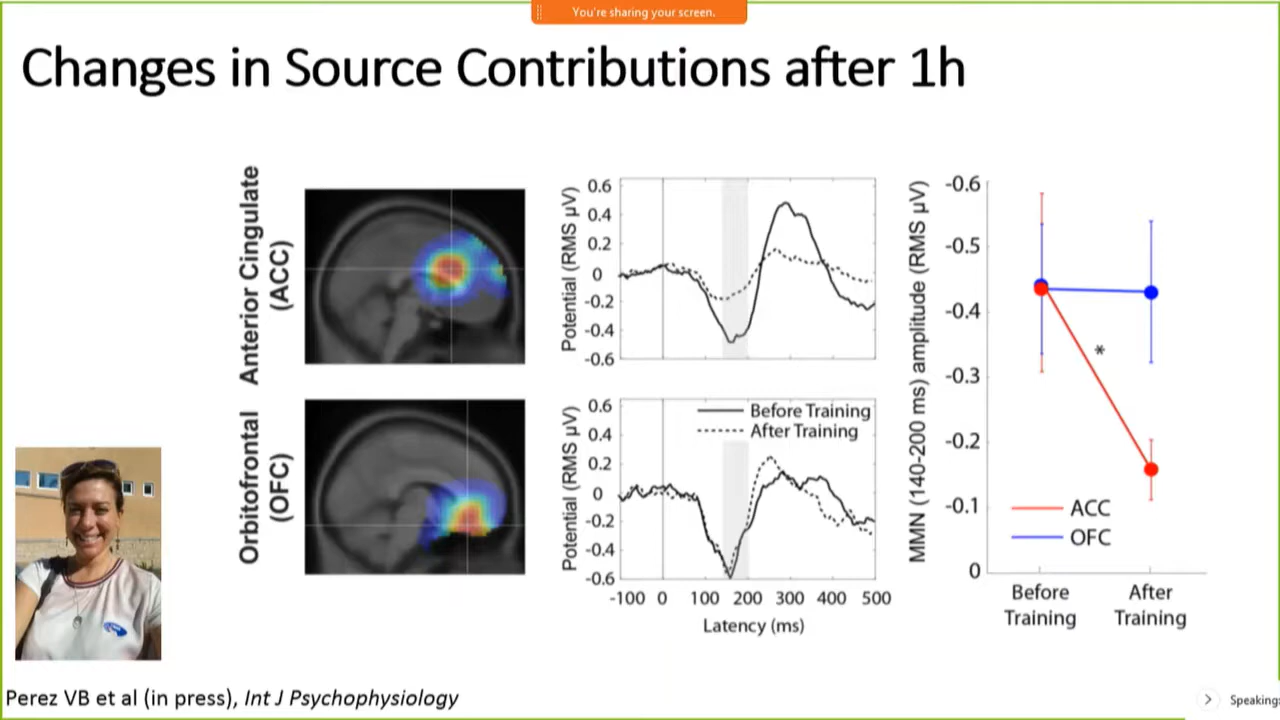 You're sharing your screen.
Changes in Source Contributions after 1h
Anterior Cingulate
(ACC)
Potential (RMS µV)
0.6
0.4
0.2
0
-0.2
-0.4
-0.6
Orbitofrontal
(OFC)
Potential (RMS µV)
0.6
0.4
0.2
0
-0.2
-0.4
-0.6
Before Training
After Training
-100 0 100 200 300 400 500
Latency (ms)
MMN (140-200 ms) amplitude (RMS µV)
-0.6
-0.5
-0.4
-0.3
-0.2
-0.1
0
*
ACC
OFC
Before
Training
After
Training
Perez VB et al (in press), Int J Psychophysiology
Speaking: